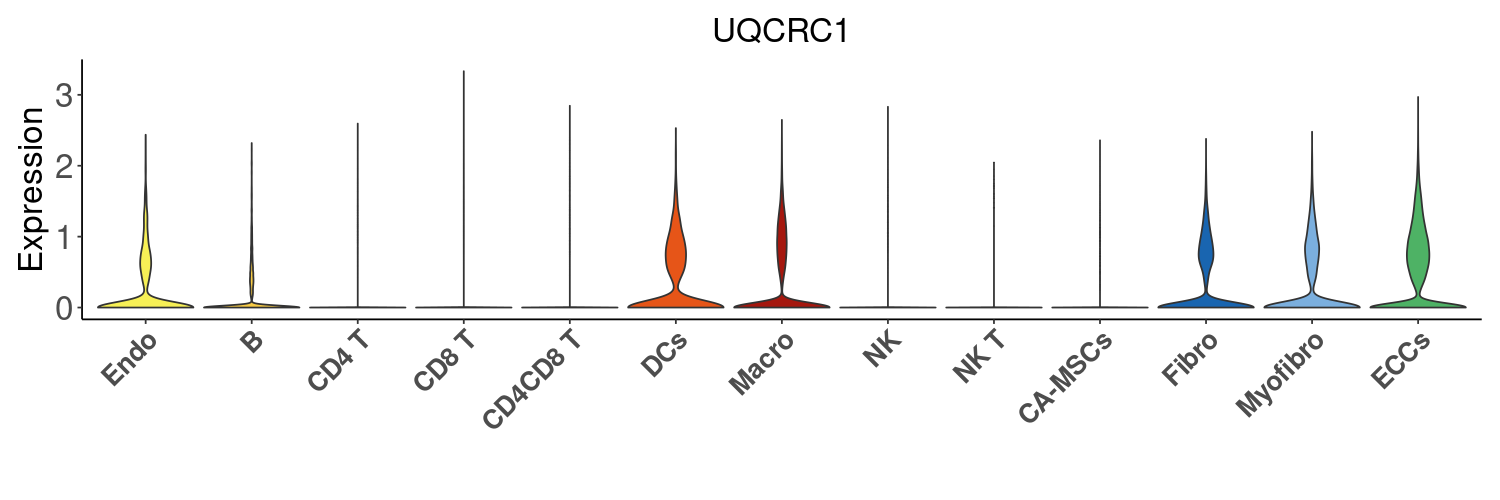 UQCRC1
Expression
3
2
1
0
Endo
B
CD4 T
CD8 T
CD4CD8 T
DCs
Macro
NK
NK T
CA-MSCs
Fibro
Myofibro
ECCs